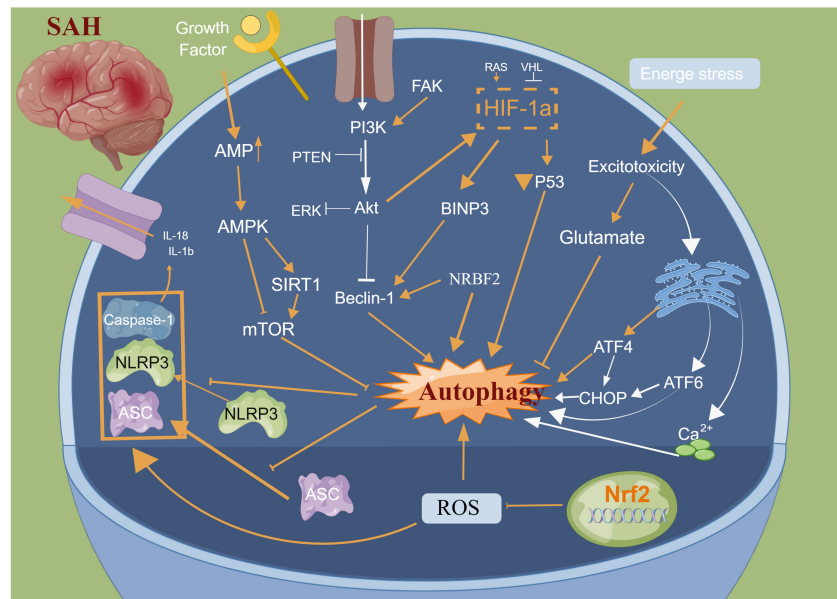 SAH
Growth
Factor
RAS
VHL
Energe stress
FAK
HIF-1a
PI3K
AMP
PTEN
P53
Excitotoxicity
ERK
Akt
BINP3
AMPK
Glutamate
IL-18
IL-1b
SIRT1
NRBF2
Beclin-1
Caspase-1
mTOR
ATF4
NLRP3
Autophagy
ATF6
CHOP
NLRP3
ASC
Ca2+
ASC
ROS
Nrf2